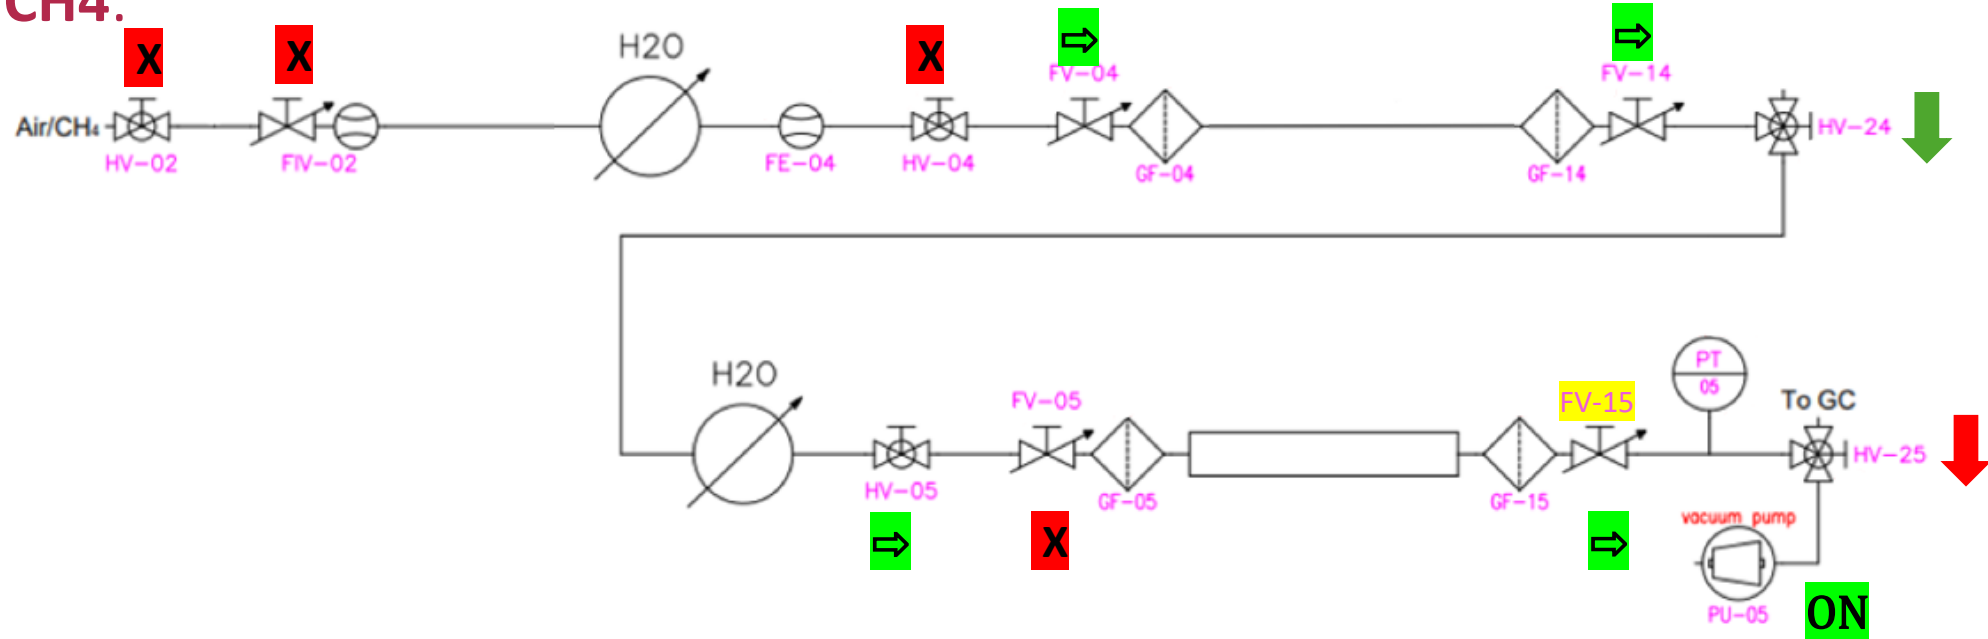 CH4.
X X X ⇨ ⇨
H2O
FV-04 FV-14
Air/CH₄ HV-24
HV-02 FIV-02 FE-04 HV-04 GF-04 GF-14
H2O
FV-05 FV-15 PT
05
To GC
HV-25
HV-05 GF-05 GF-15
⇨ X ⇨
vacuum pump
PU-05 ON